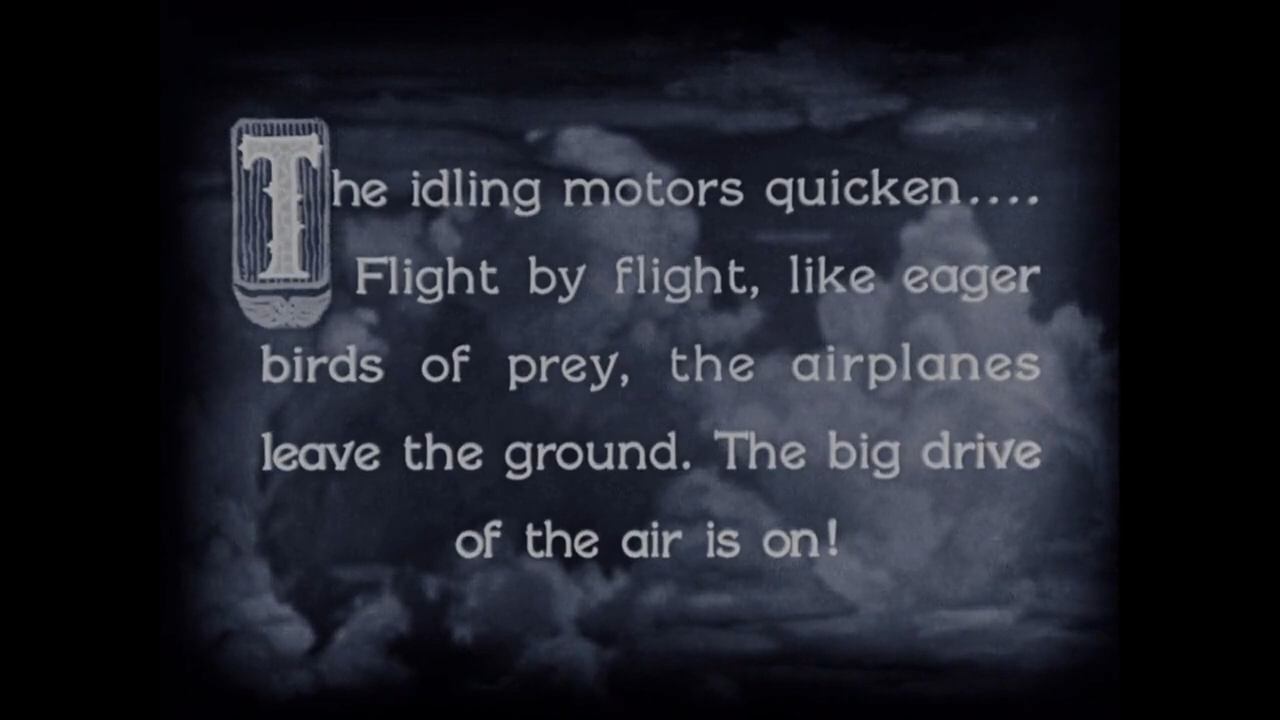 The idling motors quicken....
Flight by flight, like eager
birds of prey, the airplanes
leave the ground. The big drive
of the air is on!